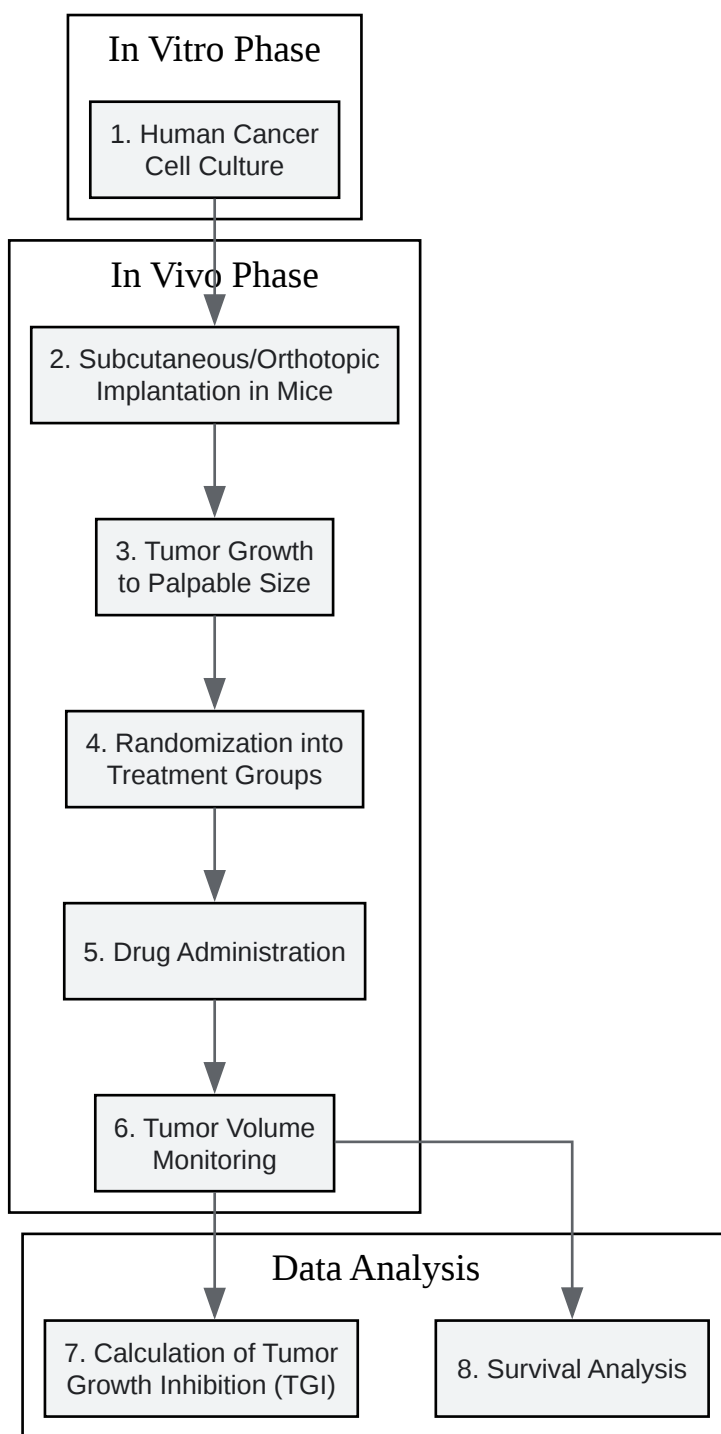 In Vitro Phase
1. Human Cancer
Cell Culture
In Vivo Phase
2. Subcutaneous/Orthotopic
Implantation in Mice
3. Tumor Growth
to Palpable Size
4. Randomization into
Treatment Groups
5. Drug Administration
6. Tumor Volume
Monitoring
Data Analysis
7. Calculation of Tumor
Growth Inhibition (TGI)
8. Survival Analysis